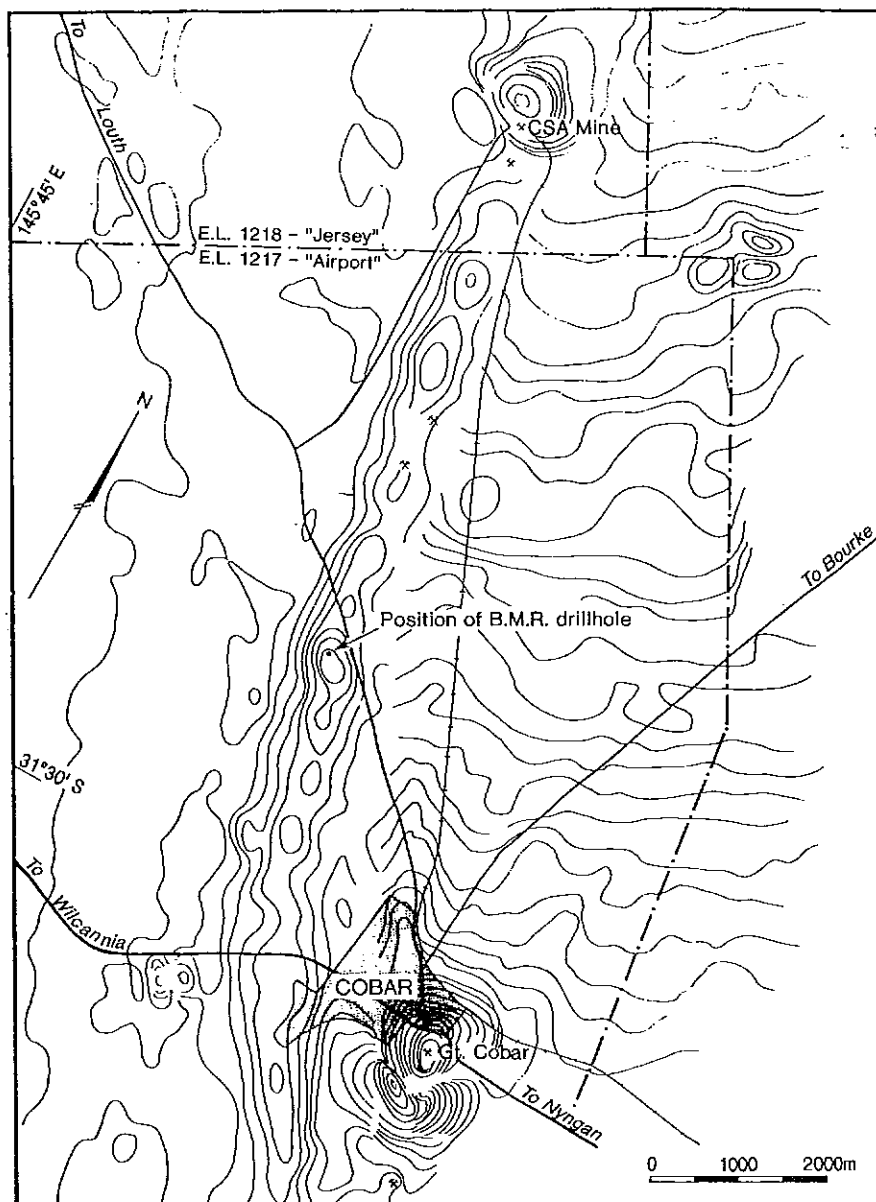 To
Louth
CSA Mine
145°45' E
E.L. 1218 - "Jersey"
E.L. 1217 - "Airport"
N
To Bourke
Position of B.M.R. drillhole
31°30' S
To
Wilcannia
COBAR
Gt. Cobar
To Nyngan
0 1000 2000m